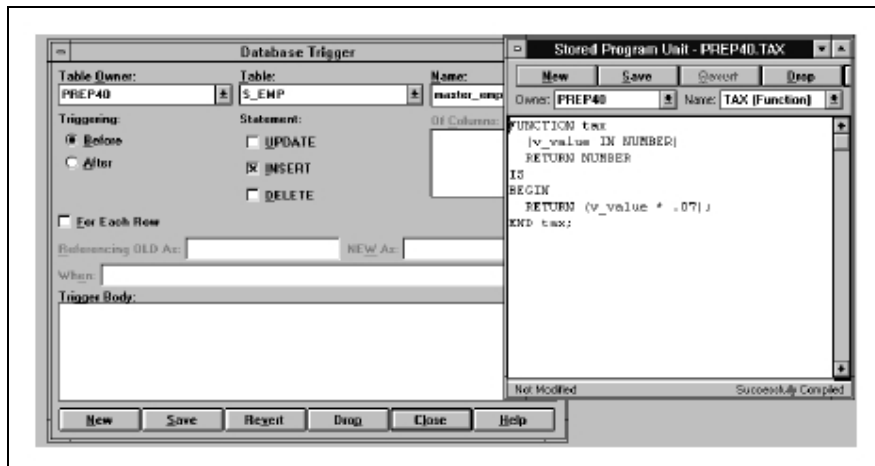 Database Trigger
Table Owner:
Table:
Name:
PREP40
S_EMP
master_emp
Triggering:
Statement:
Of Columns:
Before
UPDATE
After
INSERT
DELETE
For Each Row
Referencing OLD As:
NEW As:
When:
Trigger Body:
New
Save
Revert
Drop
Close
Help
Stored Program Unit - PREP40.TAX
New
Save
Revert
Drop
Owner: PREP40
Name: TAX (Function)
FUNCTION tax
(v_value IN NUMBER)
RETURN NUMBER
IS
BEGIN
RETURN (v_value * .07);
END tax;
Not Modified
Successfully Compiled